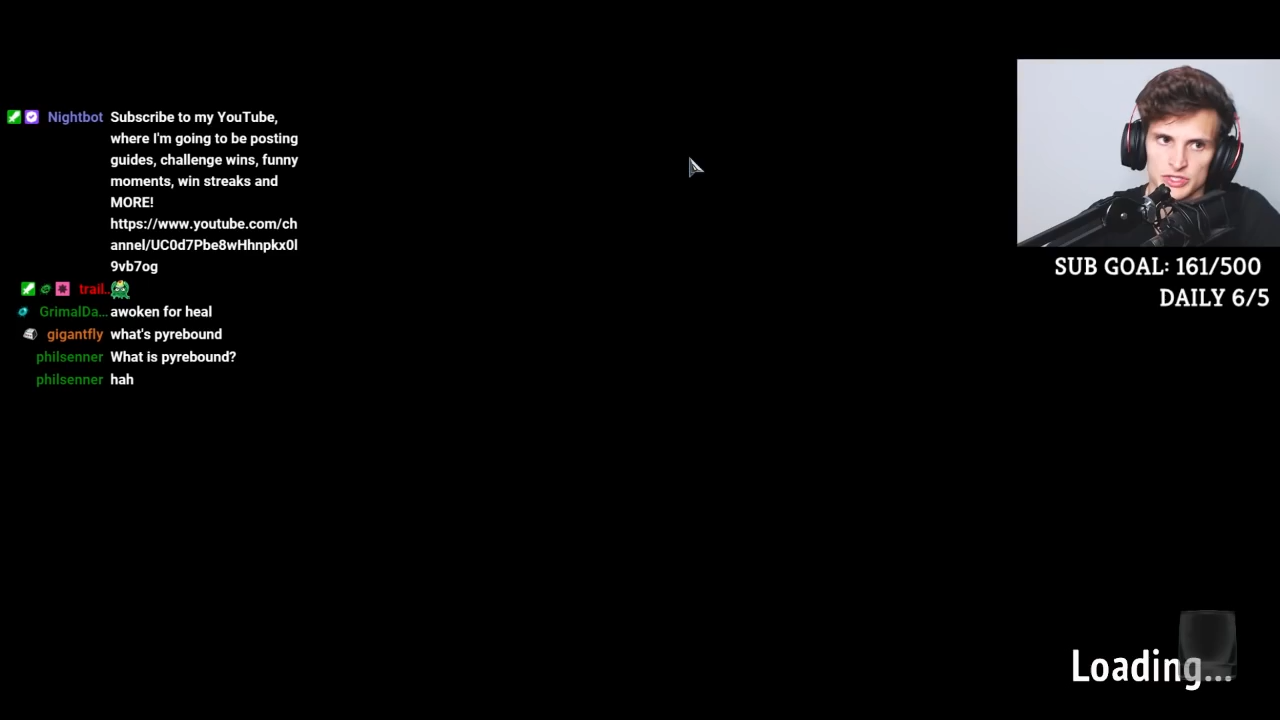 Nightbot Subscribe to my YouTube,
where I'm going to be posting
guides, challenge wins, funny
moments, win streaks and
MORE!
https://www.youtube.com/ch
annel/UC0d7Pbe8wHhnpkx0l
9vb7og
trail..
GrimalDa... awoken for heal
gigantfly what's pyrebound
philsenner What is pyrebound?
philsenner hah
SUB GOAL: 161/500
DAILY 6/5
Loading...